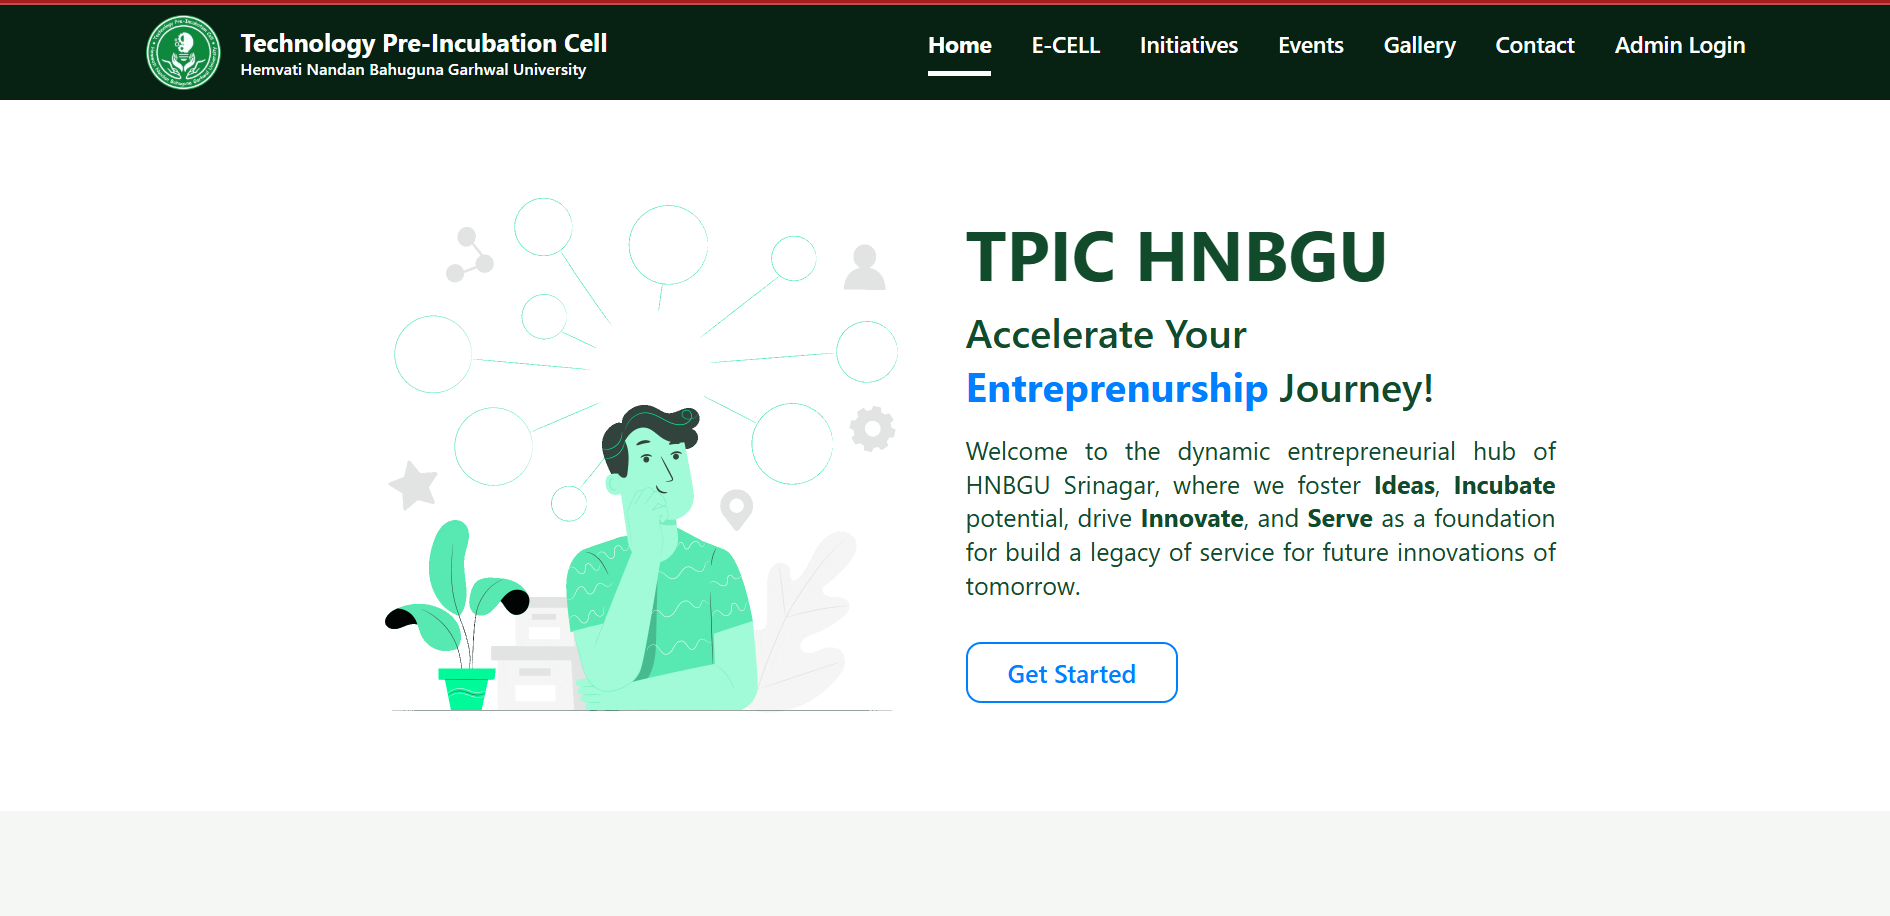 Technology Pre-Incubation Cell
Hemvati Nandan Bahuguna Garhwal University
Home E-CELL Initiatives Events Gallery Contact Admin Login
TPIC HNBGU
Accelerate Your
Entreprenurship Journey!
Welcome to the dynamic entrepreneurial hub of
HNBGU Srinagar, where we foster Ideas, Incubate
potential, drive Innovate, and Serve as a foundation
for build a legacy of service for future innovations of
tomorrow.
Get Started